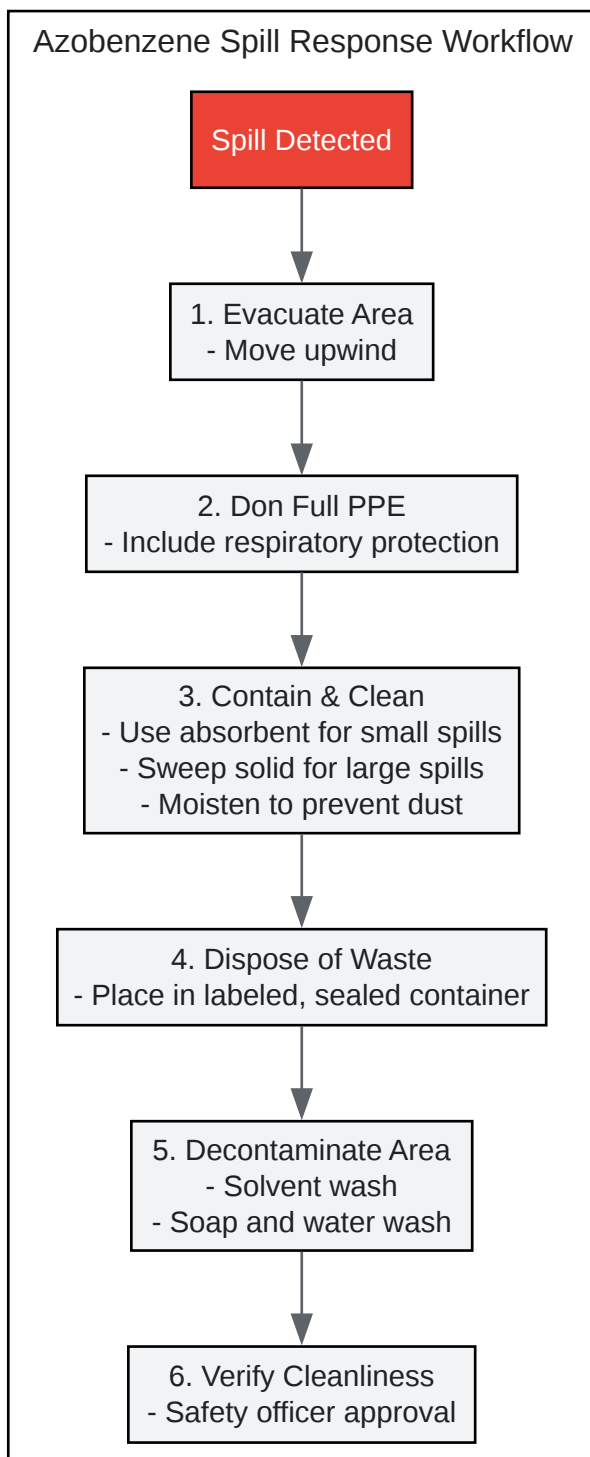 Azobenzene Spill Response Workflow
Spill Detected
1. Evacuate Area
- Move upwind
2. Don Full PPE
- Include respiratory protection
3. Contain & Clean
- Use absorbent for small spills
- Sweep solid for large spills
- Moisten to prevent dust
4. Dispose of Waste
- Place in labeled, sealed container
5. Decontaminate Area
- Solvent wash
- Soap and water wash
6. Verify Cleanliness
- Safety officer approval